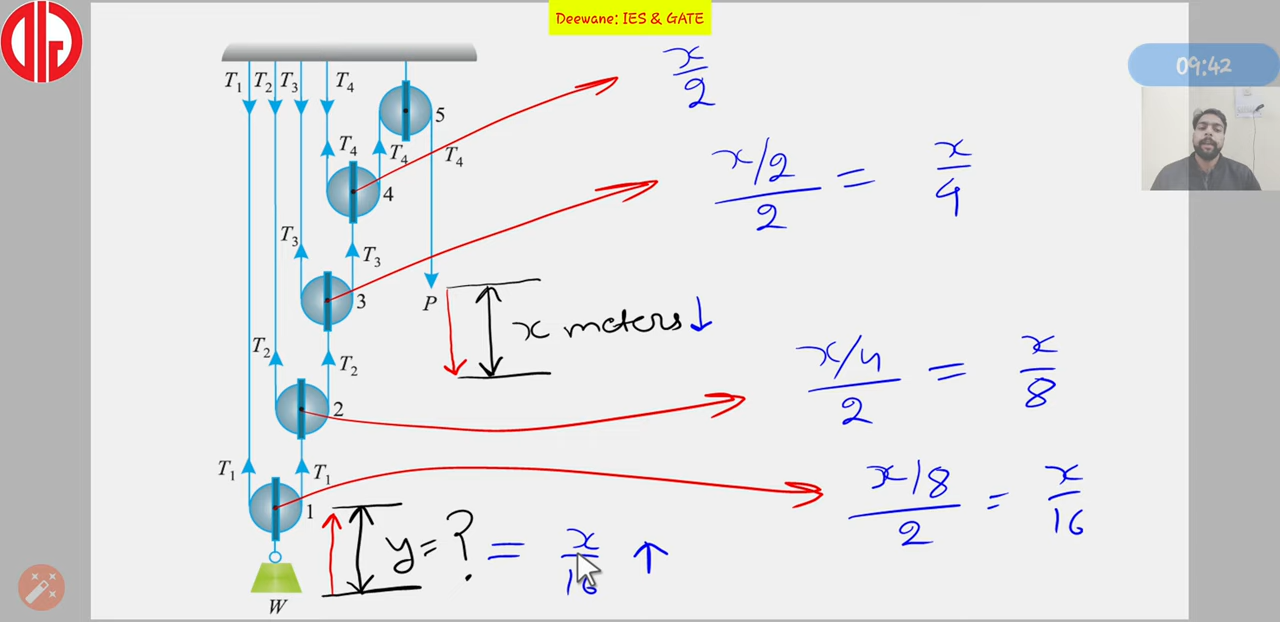 Deewane: IES & GATE
09:42
T₁ T₂ T₃ T₄
5
T₄ T₄ T₄
4
T₃ T₃
3
P
T₂ T₂
2
T₁ T₁
1
W
x/2
x/2 / 2 = x/4
x meters ↓
x/4 / 2 = x/8
x/8 / 2 = x/16
y = ? = x/16 ↑